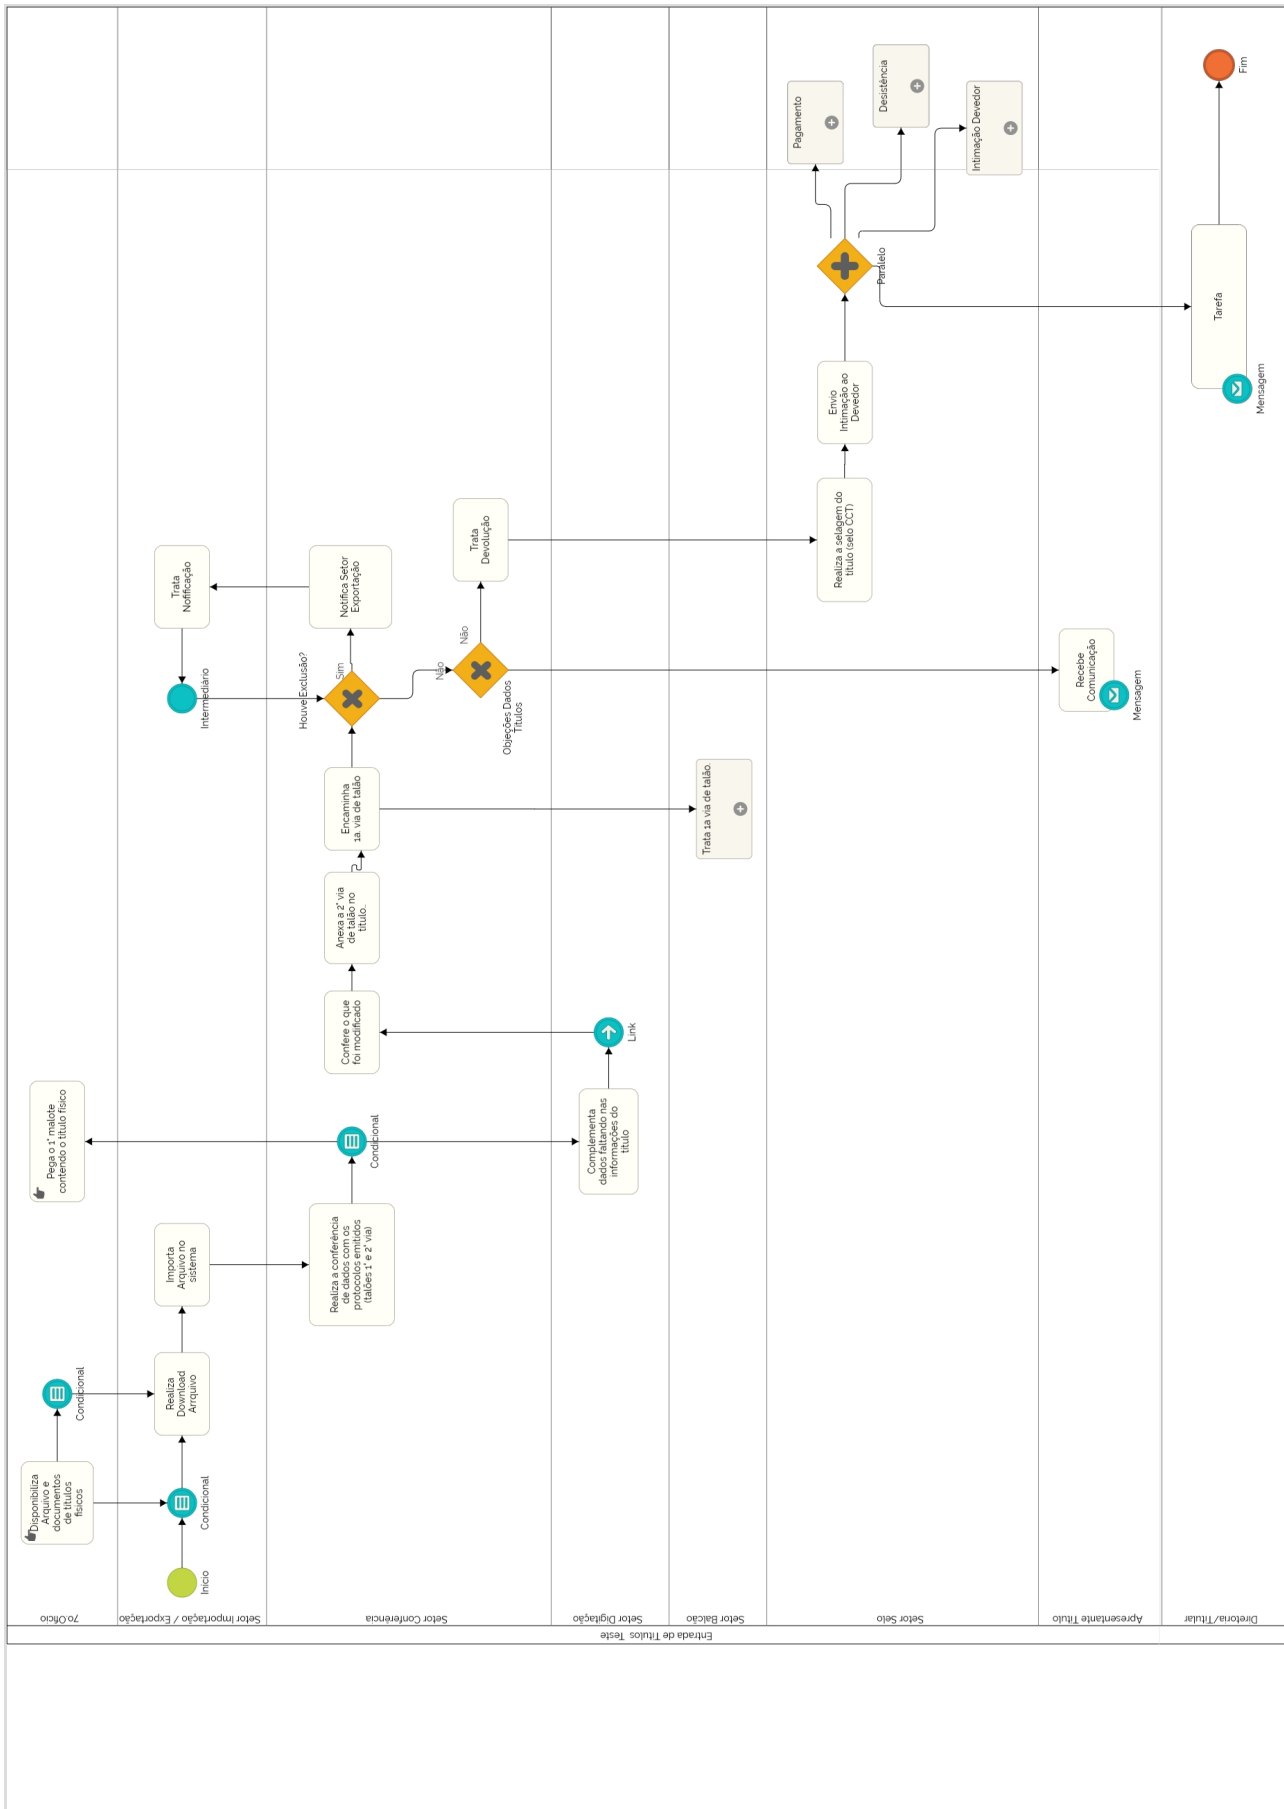 Entrada de Títulos Teste
7o.Ofício
Disponibiliza
Arquivo e
documentos
de títulos
físicos
Condicional
Pega o 1° malote
contendo o título físico
Setor Importação / Exportação
Início
Condicional
Realiza
Download
Arrquivo
Importa
Arquivo no
sistema
Intermediário
Trata
Nofificação
Setor Conferência
Realiza a conferência
de dados com os
protocolos emitidos
(talões 1° e 2° via)
Condicional
Confere o que
foi modificado
Anexa a 2° via
de talão no
título..
Encaminha
1a. via de talão
Houve Exclusão?
Sim
Não
Notifica Setor
Exportação
Objeções Dados
Títulos
Não
Trata
Devolução
Setor Digitação
Complementa
dados faltando nas
informações do
título
Link
Setor Balcão
Trata 1a via de talão.
Setor Selo
Realiza a selagem do
título (selo CCT)
Envio
Intimação ao
Devedor
Paralelo
Pagamento
Desistência
Intimação Devedor
Apresentante Título
Recebe
Comunicação
Mensagem
Diretoria/Titular
Tarefa
Mensagem
Fim